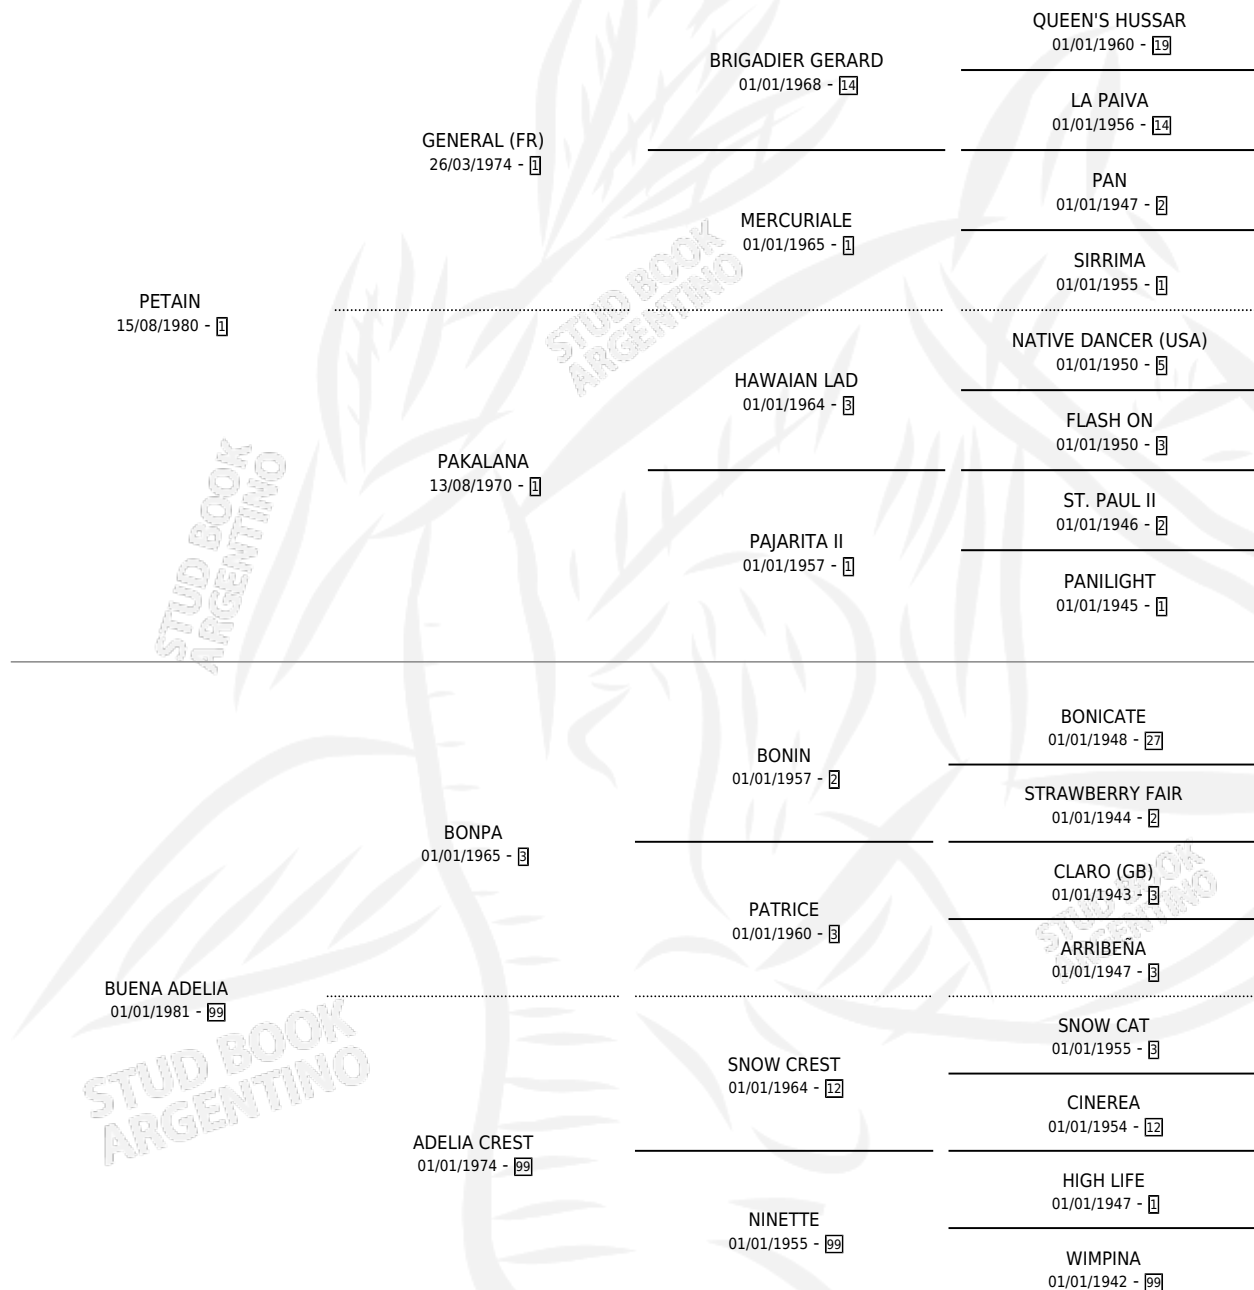 QUEEN'S HUSSAR
01/01/1960 - 19
BRIGADIER GERARD
01/01/1968 - 14
LA PAIVA
01/01/1956 - 14
GENERAL (FR)
26/03/1974 - 1
PAN
01/01/1947 - 2
MERCURIALE
01/01/1965 - 1
SIRRIMA
01/01/1955 - 1
PETAIN
15/08/1980 - 1
STUD BOOK
ARGENTINO
NATIVE DANCER (USA)
01/01/1950 - 5
HAWAIAN LAD
01/01/1964 - 3
FLASH ON
01/01/1950 - 3
PAKALANA
13/08/1970 - 1
ST. PAUL II
01/01/1946 - 2
PAJARITA II
01/01/1957 - 1
PANILIGHT
01/01/1945 - 1
STUD BOOK
ARGENTINO
BONICATE
01/01/1948 - 27
BONIN
01/01/1957 - 2
STRAWBERRY FAIR
01/01/1944 - 2
BONPA
01/01/1965 - 3
CLARO (GB)
01/01/1943 - 3
PATRICE
01/01/1960 - 3
ARRIBEÑA
01/01/1947 - 3
STUD BOOK
ARGENTINO
BUENA ADELIA
01/01/1981 - 99
SNOW CAT
01/01/1955 - 3
SNOW CREST
01/01/1964 - 12
CINEREA
01/01/1954 - 12
STUD BOOK
ARGENTINO
ADELIA CREST
01/01/1974 - 99
HIGH LIFE
01/01/1947 - 1
NINETTE
01/01/1955 - 99
WIMPINA
01/01/1942 - 99